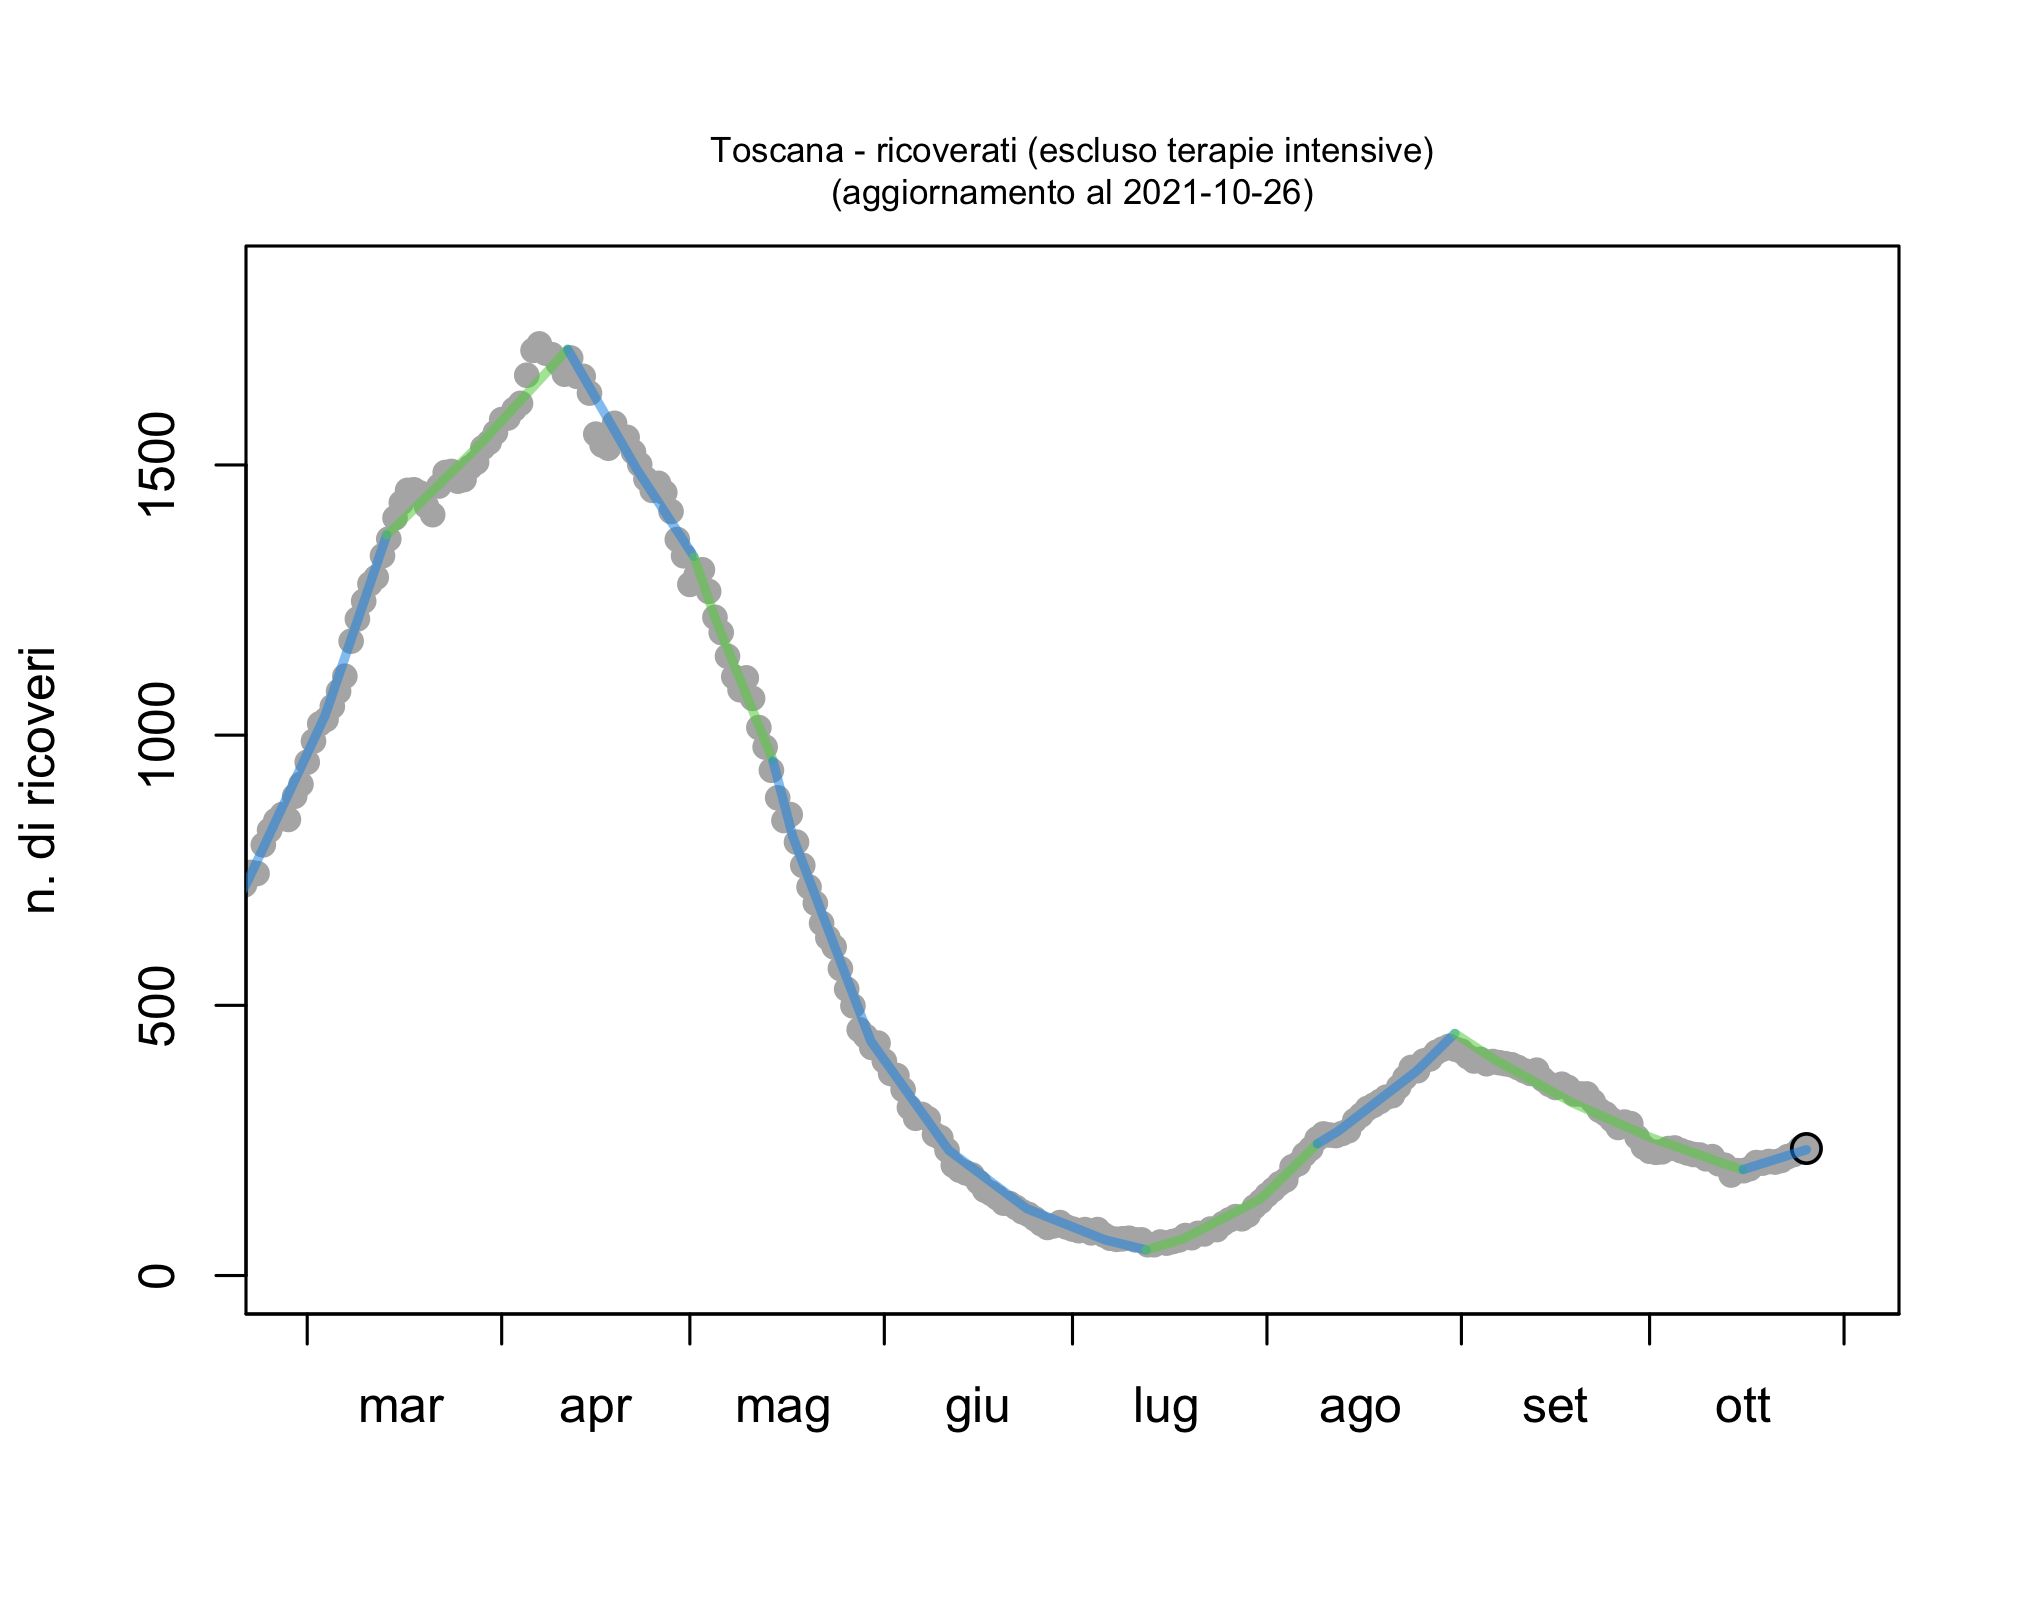 Toscana - ricoverati (escluso terapie intensive)
(aggiornamento al 2021-10-26)
n. di ricoveri
1500
1000
500
0
mar apr mag giu lug ago set ott